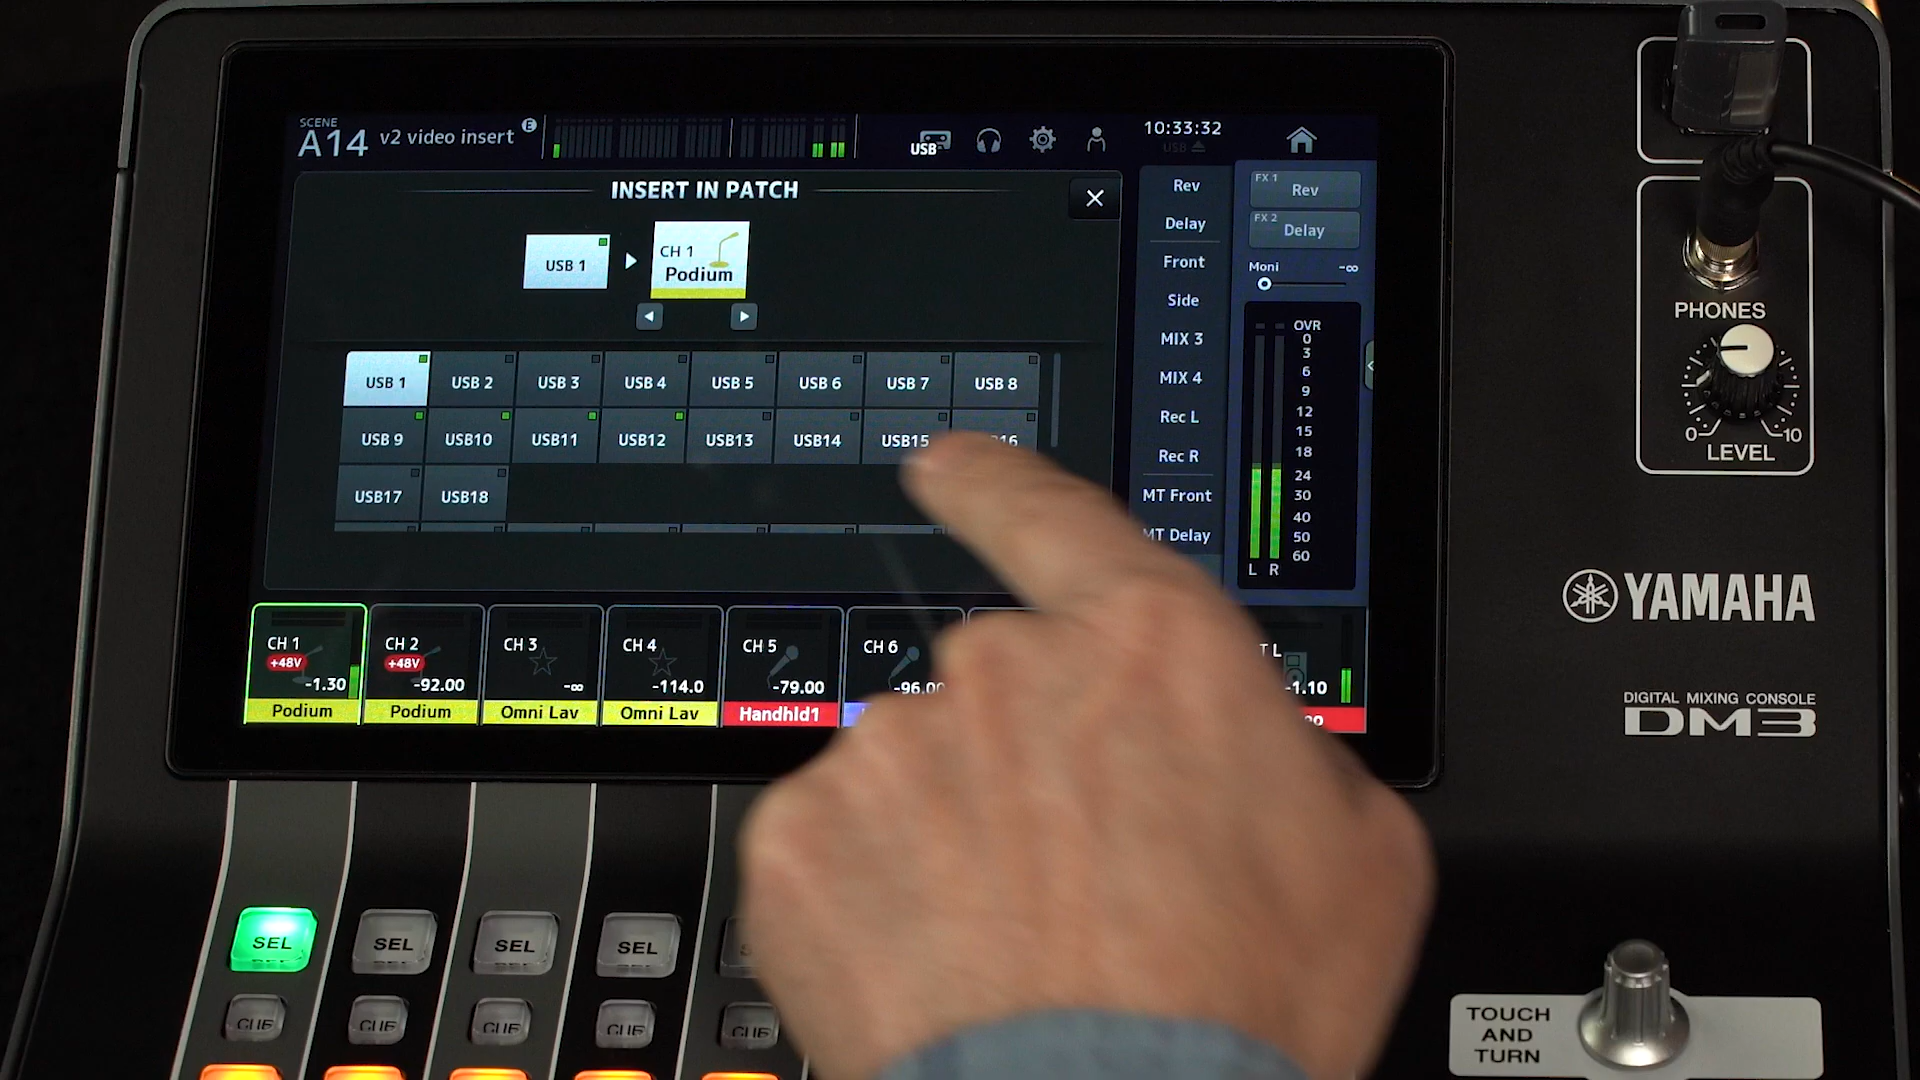 SCENE
A14 v2 video insert E
USB
10:33:32
USB
INSERT IN PATCH
USB 1
CH 1
Podium
USB 1 USB 2 USB 3 USB 4 USB 5 USB 6 USB 7 USB 8
USB 9 USB10 USB11 USB12 USB13 USB14 USB15
USB17 USB18
Rev
Delay
Front
Side
MIX 3
MIX 4
Rec L
Rec R
MT Front
MT Delay
FX 1
Rev
FX 2
Delay
Moni -∞
OVR
0
3
6
9
12
15
18
24
30
40
50
60
L R
CH 1
+48V
-1.30
Podium
CH 2
+48V
-92.00
Podium
CH 3
-∞
Omni Lav
CH 4
-114.0
Omni Lav
CH 5
-79.00
Handhld1
CH 6
-96.00
-1.10
PHONES
0 10
LEVEL
YAMAHA
DIGITAL MIXING CONSOLE
DM3
SEL SEL SEL SEL
CUE CUE CUE CUE CUE
TOUCH
AND
TURN